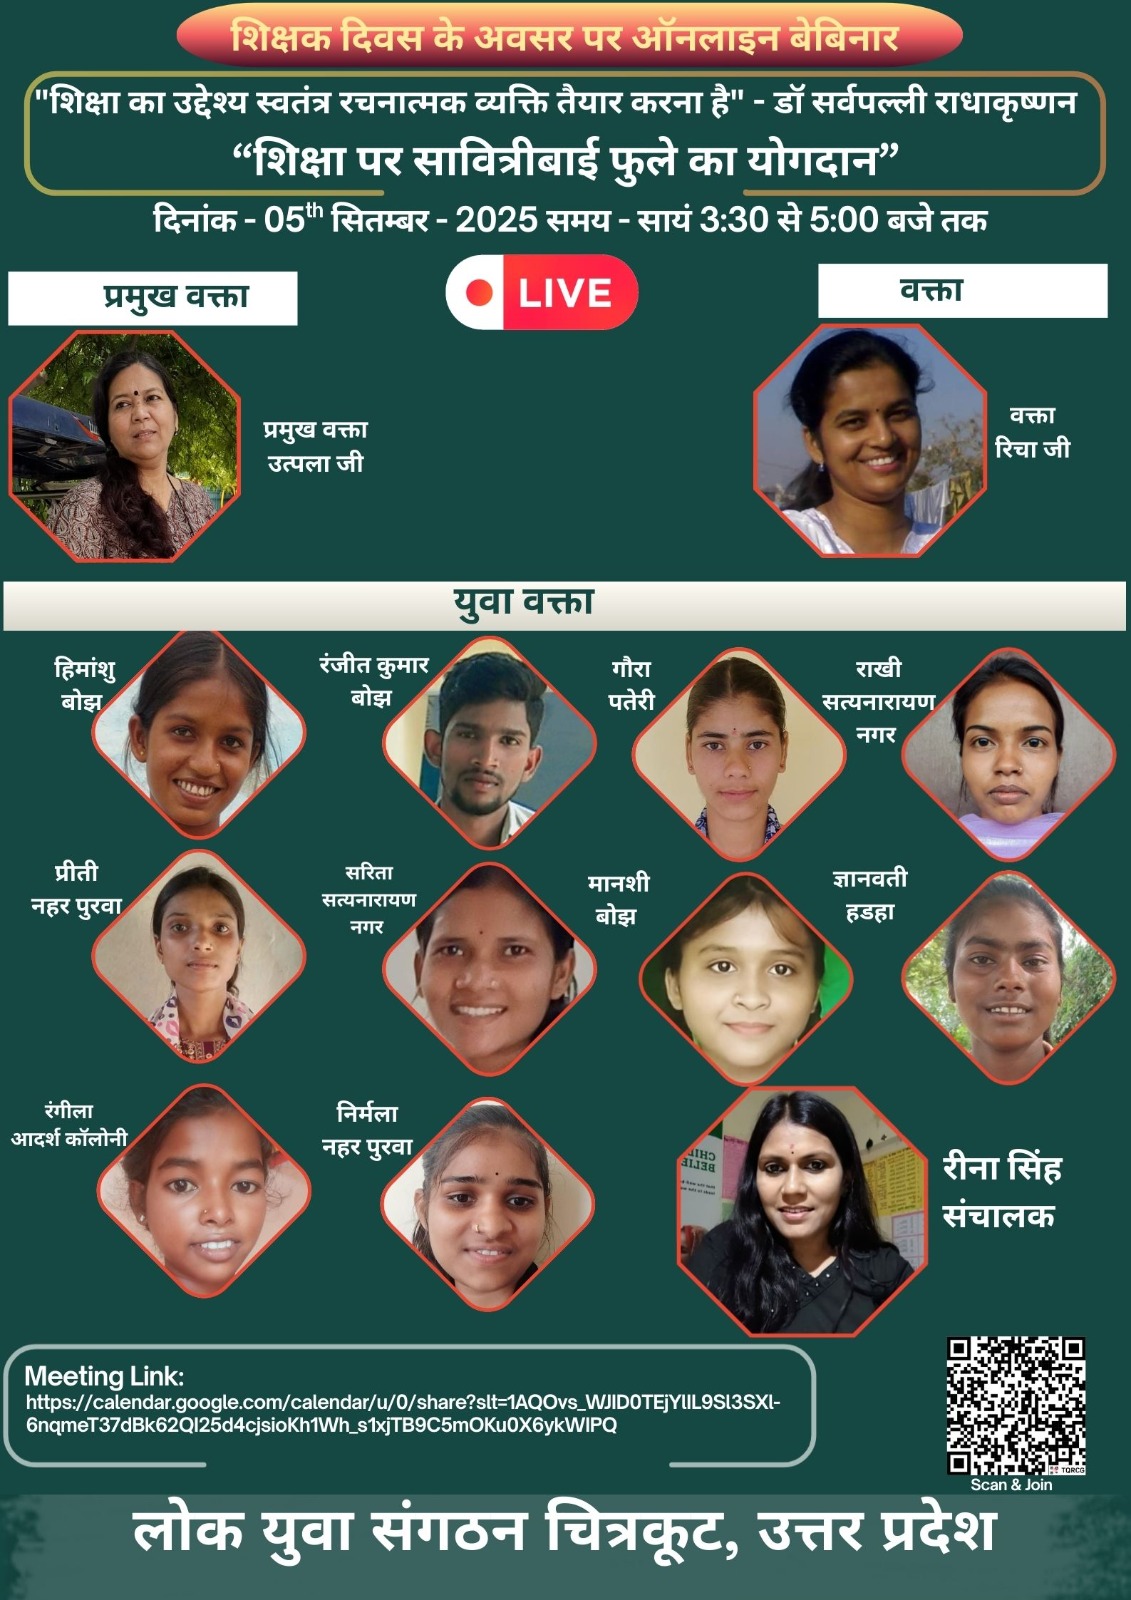 शिक्षक दिवस के अवसर पर ऑनलाइन बेबिनार
"शिक्षा का उद्देश्य स्वतंत्र रचनात्मक व्यक्ति तैयार करना है" - डॉ सर्वपल्ली राधाकृष्णन
“शिक्षा पर सावित्रीबाई फुले का योगदान”
दिनांक - 05th सितम्बर - 2025 समय - सायं 3:30 से 5:00 बजे तक
प्रमुख वक्ता
LIVE
वक्ता
प्रमुख वक्ता
उत्पला जी
वक्ता
रिचा जी
युवा वक्ता
हिमांशु
बोझ
रंजीत कुमार
बोझ
गौरा
पतेरी
राखी
सत्यनारायण
नगर
प्रीती
नहर पुरवा
सरिता
सत्यनारायण
नगर
मानशी
बोझ
ज्ञानवती
हडहा
रंगीला
आदर्श कॉलोनी
निर्मला
नहर पुरवा
रीना सिंह
संचालक
Meeting Link:
https://calendar.google.com/calendar/u/0/share?slt=1AQOvs_WJlD0TEjYlIL9Sl3SXl-
6nqmeT37dBk62Ql25d4cjsioKh1Wh_s1xjTB9C5mOKu0X6ykWlPQ
TQRCG
Scan & Join
लोक युवा संगठन चित्रकूट, उत्तर प्रदेश